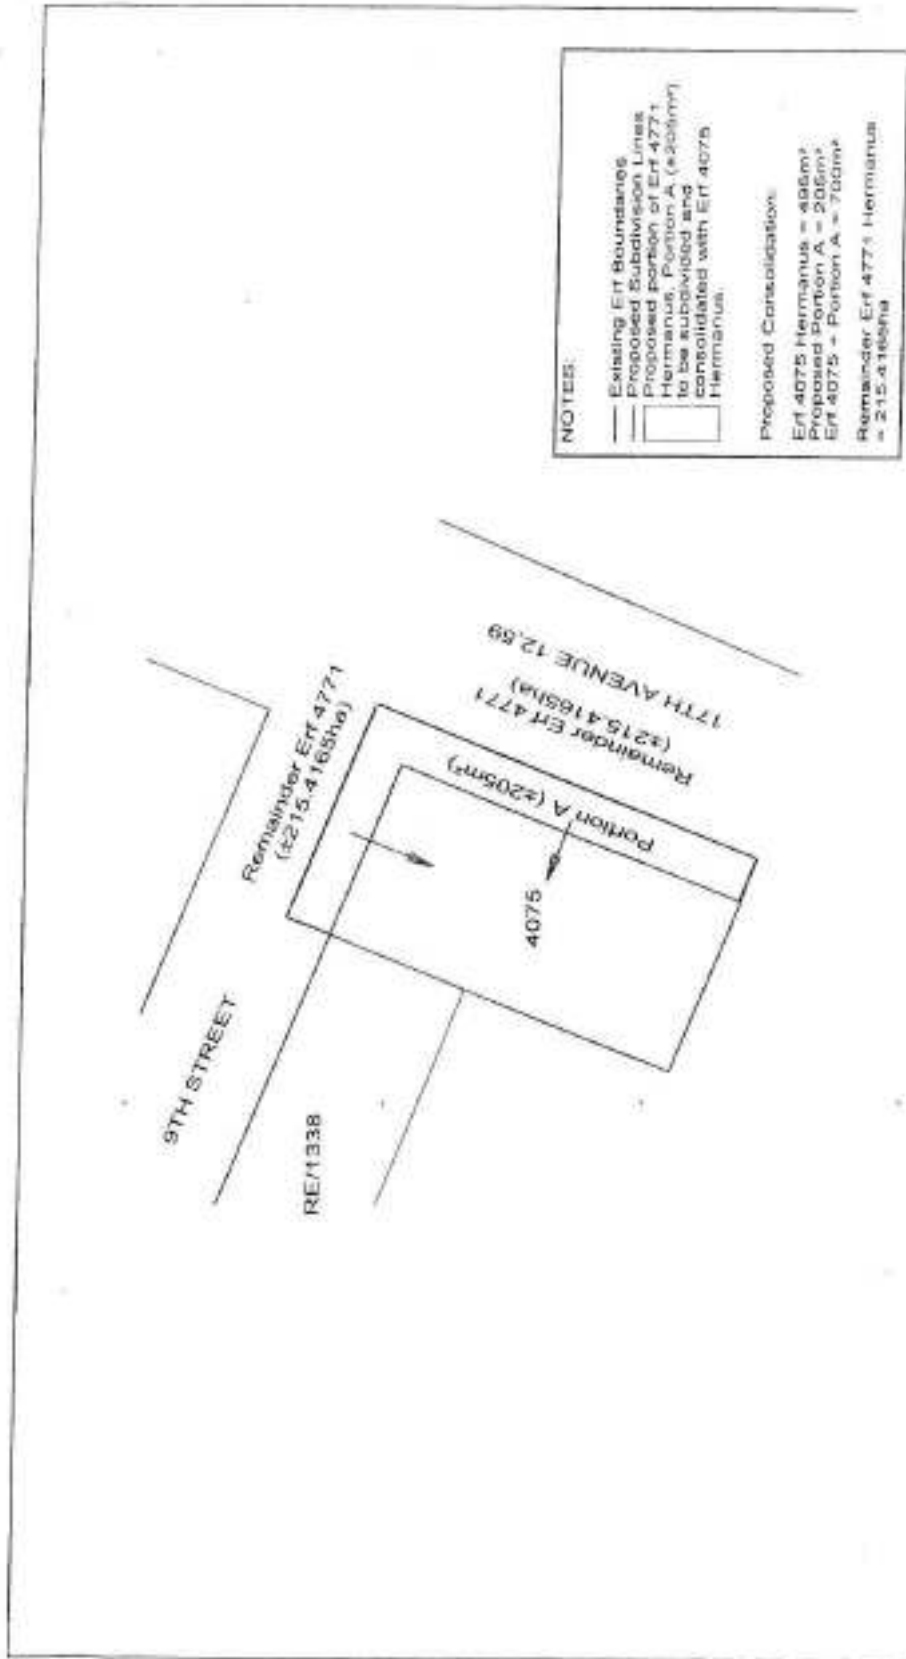 9TH STREET
RE/1338
Remainder Erf 4771
(±215.4165ha)
4075
Portion A (±205m²)
Remainder Erf 4771
(±215.4165ha)
17TH AVENUE 12,59
NOTES:
Existing Erf Boundaries
Proposed Subdivision Lines
Proposed portion of Erf 4771
Hermanus, Portion A (±205m²)
to be subdivided and
consolidated with Erf 4075
Hermanus.
Proposed Consolidation:
Erf 4075 Hermanus = 495m²
Proposed Portion A = 205m²
Erf 4075 + Portion A = 700m²
Remainder Erf 4771 Hermanus
= 215.4165ha